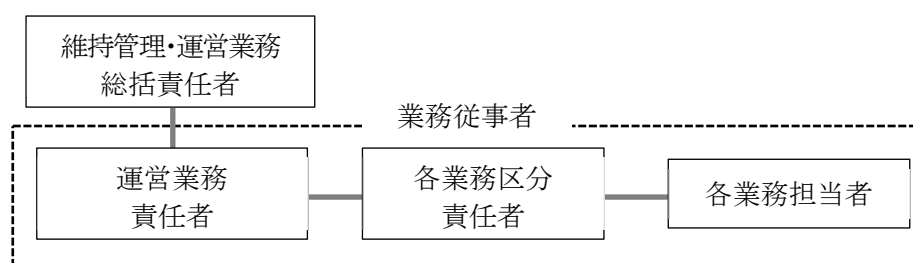 維持管理・運営業務
総括責任者
業務従事者
運営業務
責任者
各業務区分
責任者
各業務担当者